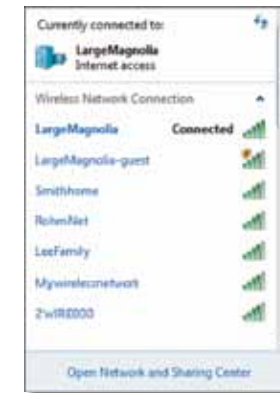 Currently connected to:
LargeMagnolia
Internet access
Wireless Network Connection
LargeMagnolia Connected
LargeMagnolia-guest
Smithhome
RohmNet
LeeFamily
Mywirelessnetwork
2WIRE000
Open Network and Sharing Center